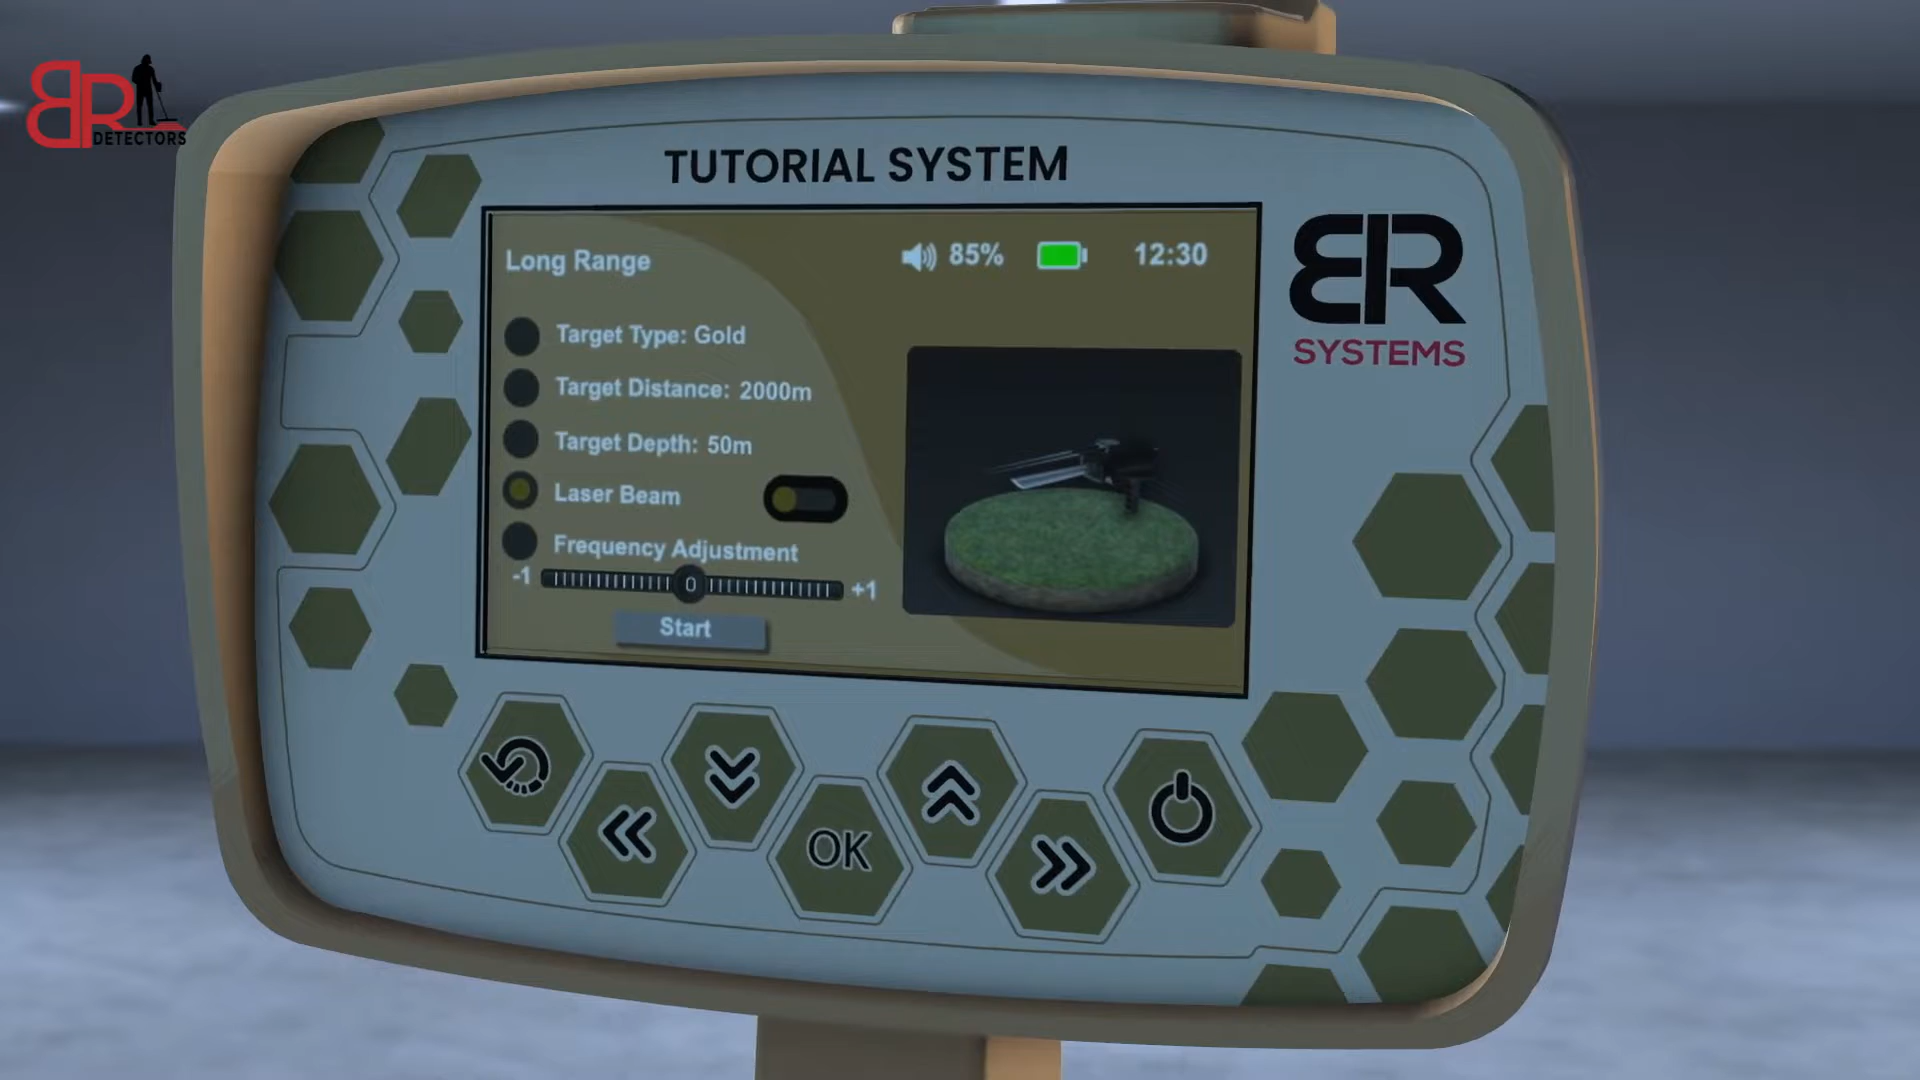 BR
DETECTORS
TUTORIAL SYSTEM
BR
SYSTEMS
Long Range
85%
12:30
Target Type: Gold
Target Distance: 2000m
Target Depth: 50m
Laser Beam
Frequency Adjustment
-1
0
+1
Start
OK